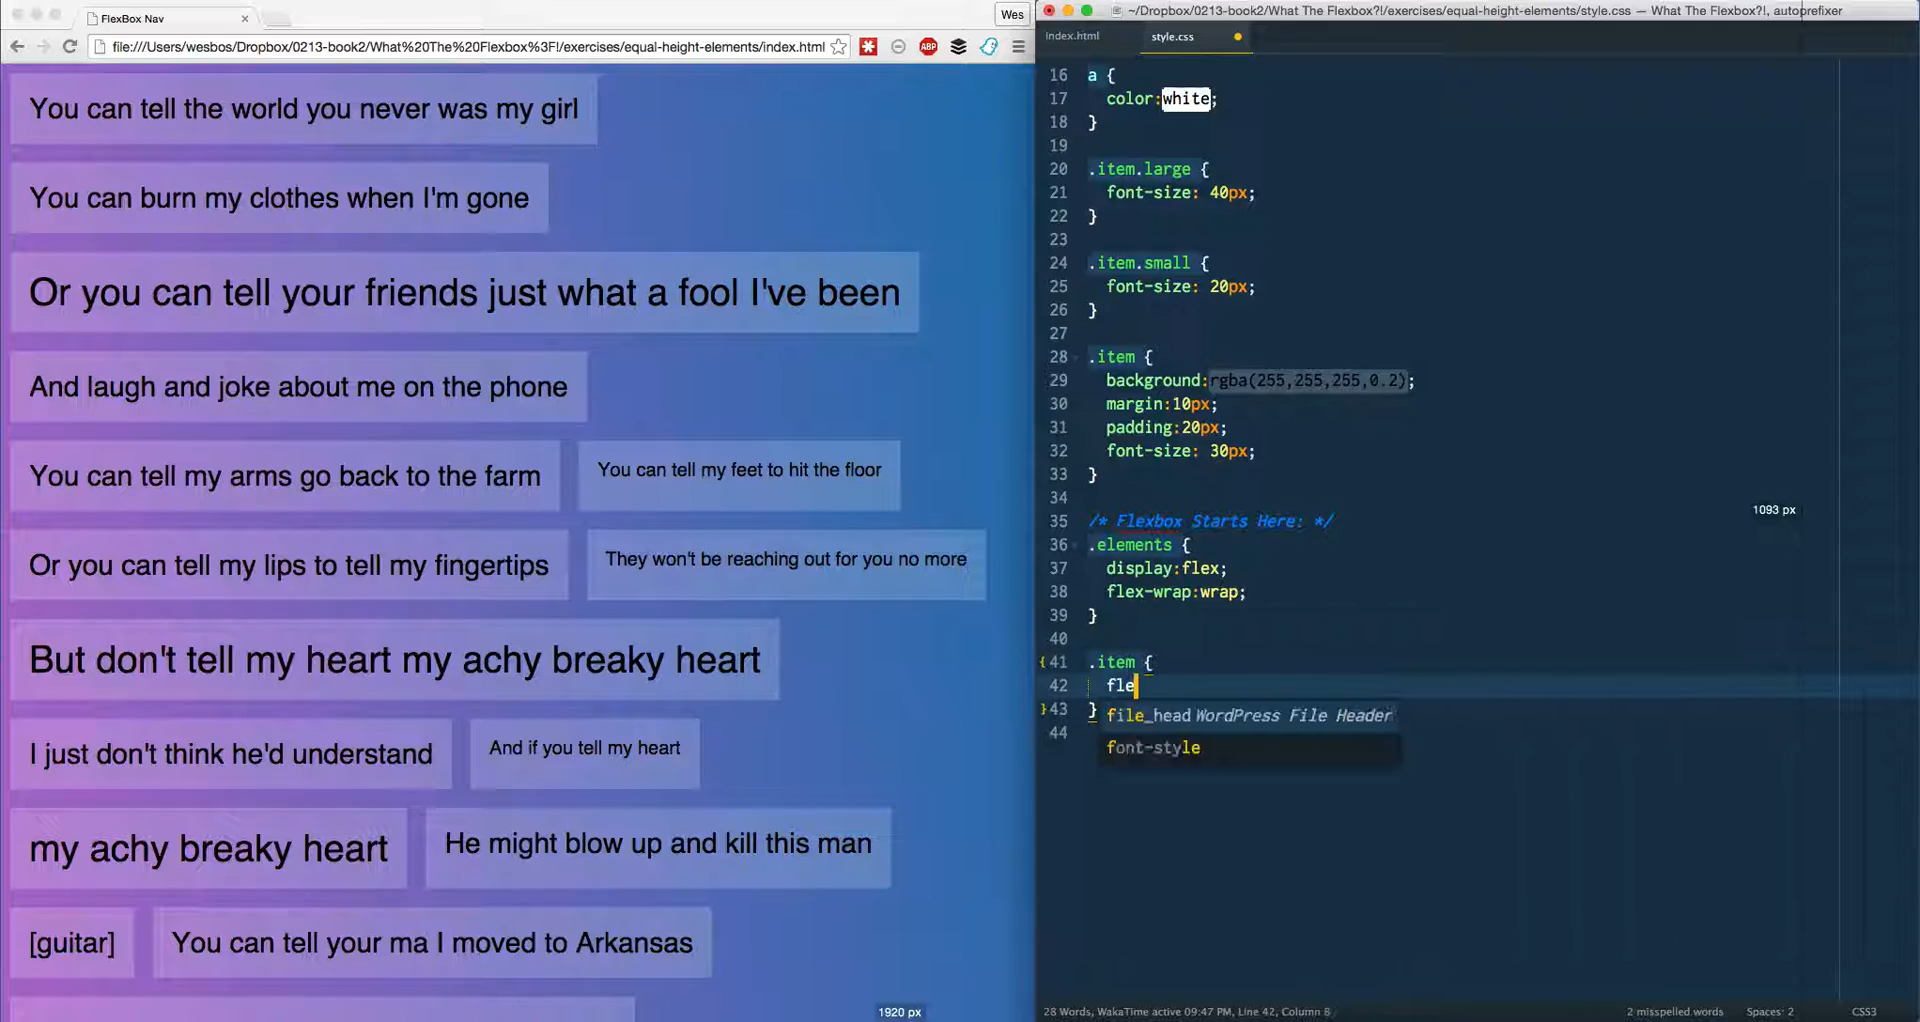 FlexBox Nav
×
Wes
file:///Users/wesbos/Dropbox/0213-book2/What%20The%20Flexbox%3F!/exercises/equal-height-elements/index.html
ABP
You can tell the world you never was my girl
You can burn my clothes when I'm gone
Or you can tell your friends just what a fool I've been
And laugh and joke about me on the phone
You can tell my arms go back to the farm
You can tell my feet to hit the floor
Or you can tell my lips to tell my fingertips
They won't be reaching out for you no more
But don't tell my heart my achy breaky heart
I just don't think he'd understand
And if you tell my heart
my achy breaky heart
He might blow up and kill this man
[guitar]
You can tell your ma I moved to Arkansas
1920 px
~/Dropbox/0213-book2/What The Flexbox?!/exercises/equal-height-elements/style.css — What The Flexbox?!, autoprefixer
index.html
style.css
16 a {
17 color:white;
18 }
19
20 .item.large {
21 font-size: 40px;
22 }
23
24 .item.small {
25 font-size: 20px;
26 }
27
28 .item {
29 background:rgba(255,255,255,0.2);
30 margin:10px;
31 padding:20px;
32 font-size: 30px;
33 }
34
35 /* Flexbox Starts Here: */
36 .elements {
37 display:flex;
38 flex-wrap:wrap;
39 }
40
{ 41 .item {
42 fle
} 43 }
44
file_head WordPress File Header
font-style
1093 px
28 Words, WakaTime active 09:47 PM, Line 42, Column 8
2 misspelled words
Spaces: 2
CSS3